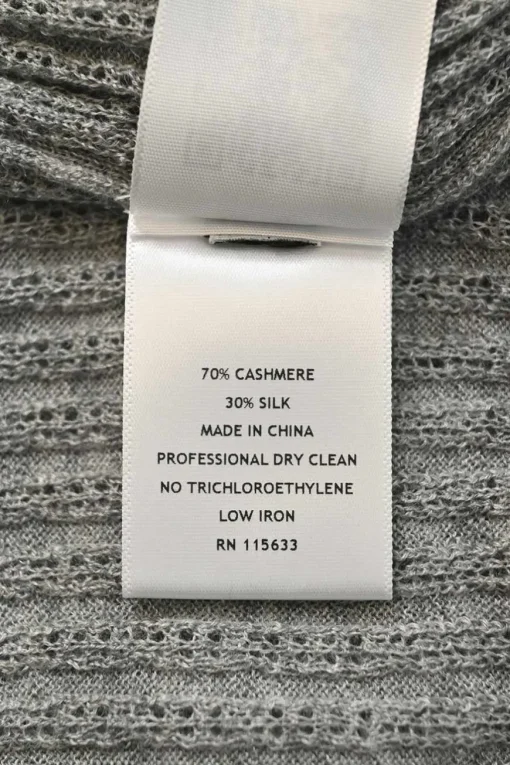 70% CASHMERE
30% SILK
MADE IN CHINA
PROFESSIONAL DRY CLEAN
NO TRICHLOROETHYLENE
LOW IRON
RN 115633